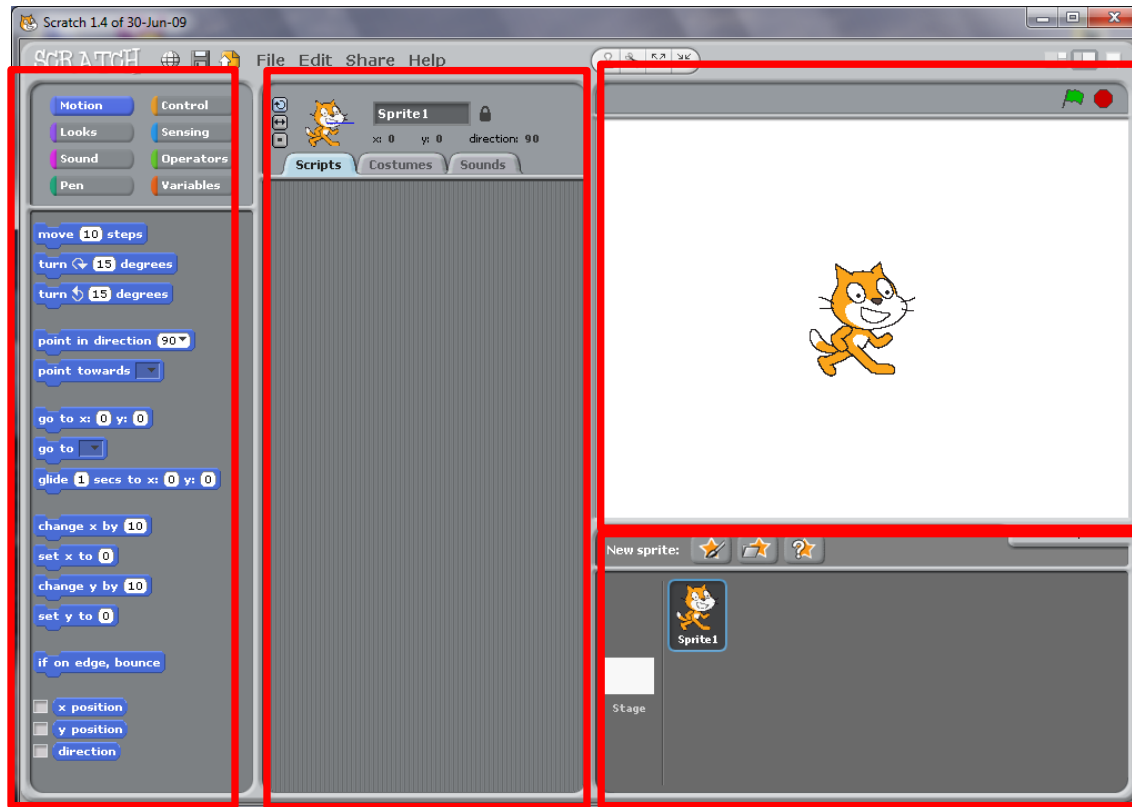 Scratch 1.4 of 30-Jun-09
SCRATCH File Edit Share Help
Motion Control
Looks Sensing
Sound Operators
Pen Variables
move 10 steps
turn 15 degrees
turn 15 degrees
point in direction 90
point towards
go to x: 0 y: 0
go to
glide 1 secs to x: 0 y: 0
change x by 10
set x to 0
change y by 10
set y to 0
if on edge, bounce
x position
y position
direction
Sprite1
x: 0 y: 0 direction: 90
Scripts Costumes Sounds
New sprite:
Sprite1
Stage